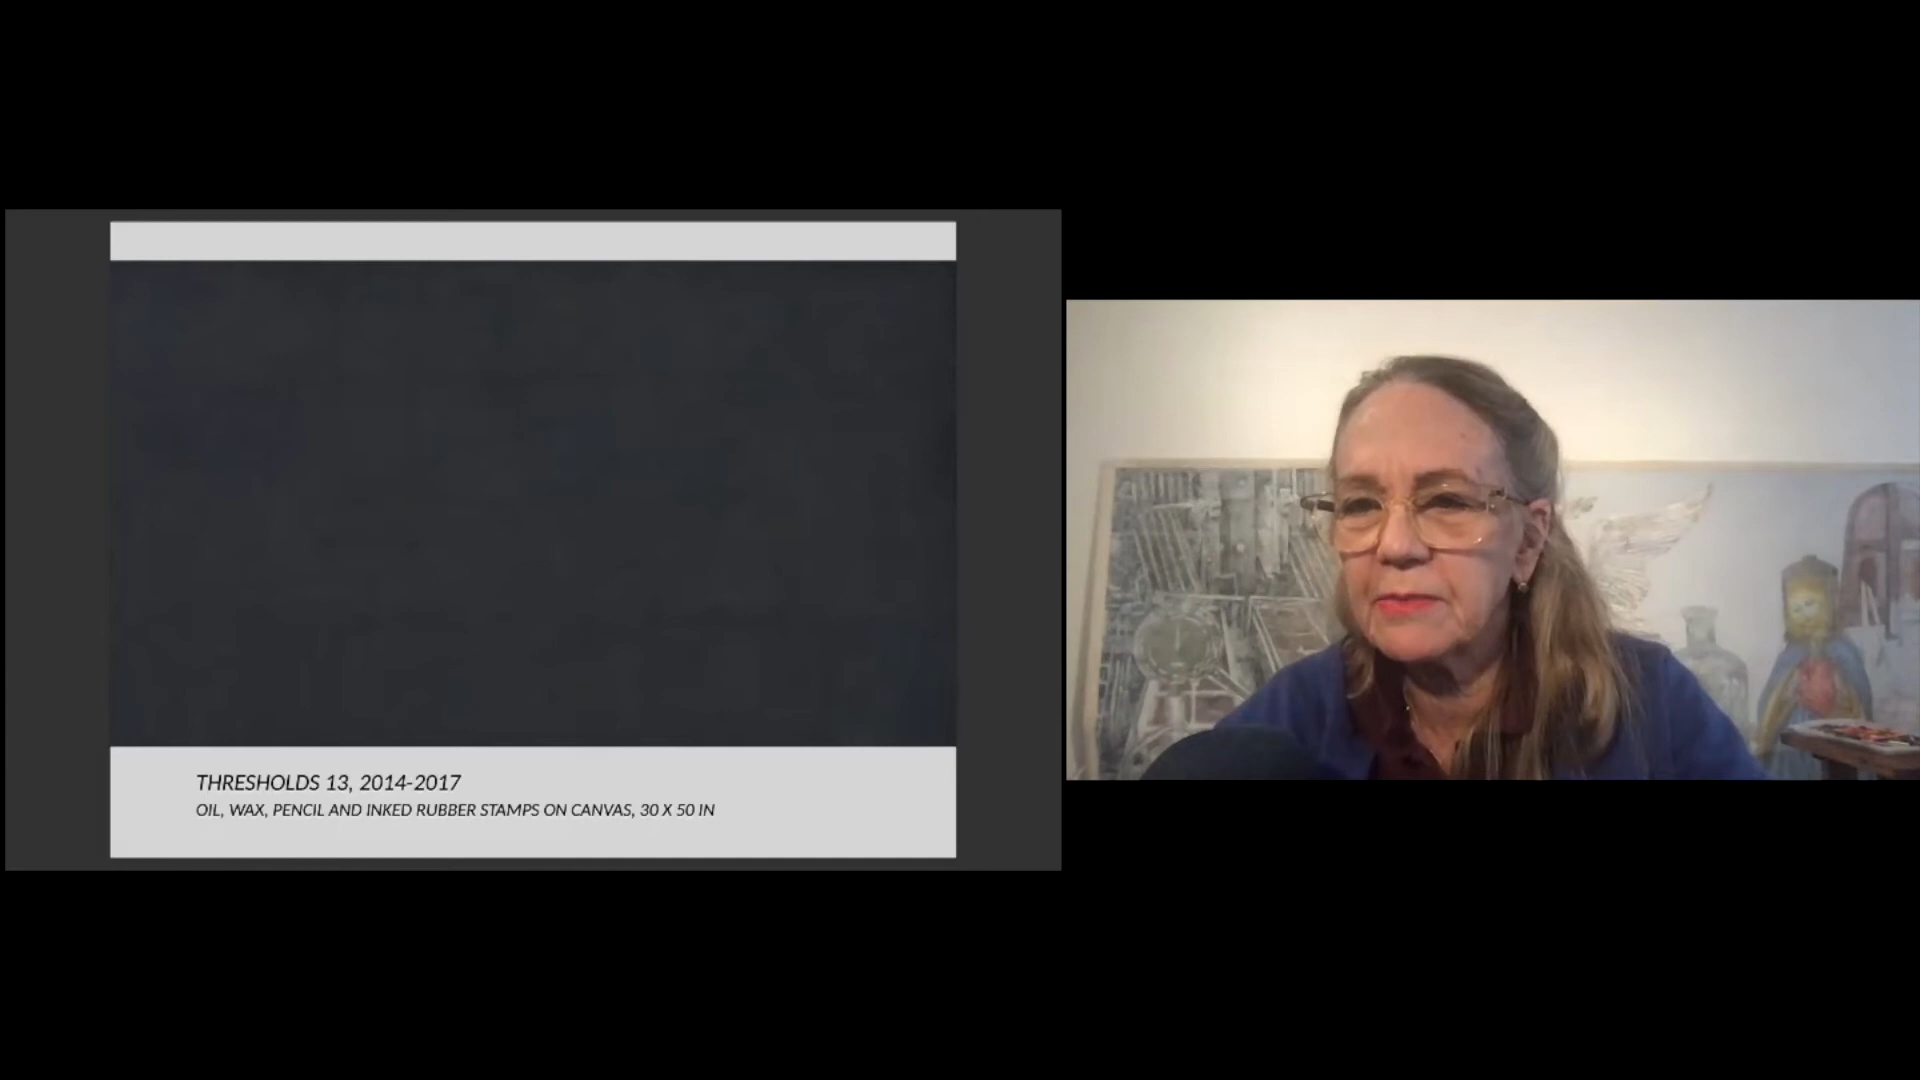 THRESHOLDS 13, 2014-2017
OIL, WAX, PENCIL AND INKED RUBBER STAMPS ON CANVAS, 30 X 50 IN